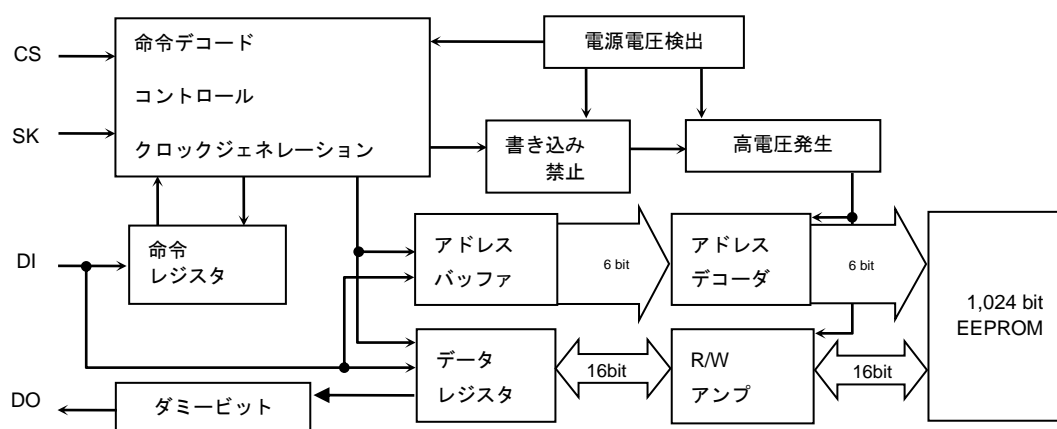 CS
SK
DI
DO
命令デコード
コントロール
クロックジェネレーション
電源電圧検出
書き込み
禁止
高電圧発生
命令
レジスタ
アドレス
バッファ
6 bit
アドレス
デコーダ
6 bit
1,024 bit
EEPROM
データ
レジスタ
16bit
R/W
アンプ
16bit
ダミービット